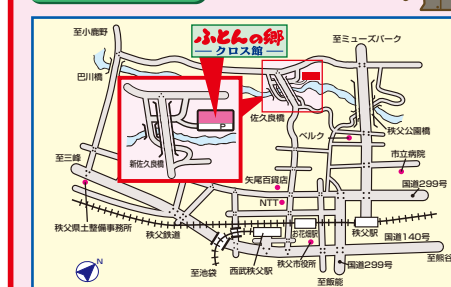 ふとんの郷
クロス館
至小鹿野
至ミューズパーク
巴川橋
P
新佐久良橋
佐久良橋
ベルク
秩父公園橋
市立病院
至三峰
矢尾百貨店
国道299号
NTT
お花畑駅
秩父駅
秩父県土整備事務所
秩父鉄道
国道140号
至熊谷
至池袋
西武秩父駅
秩父市役所
国道299号
至飯能
N